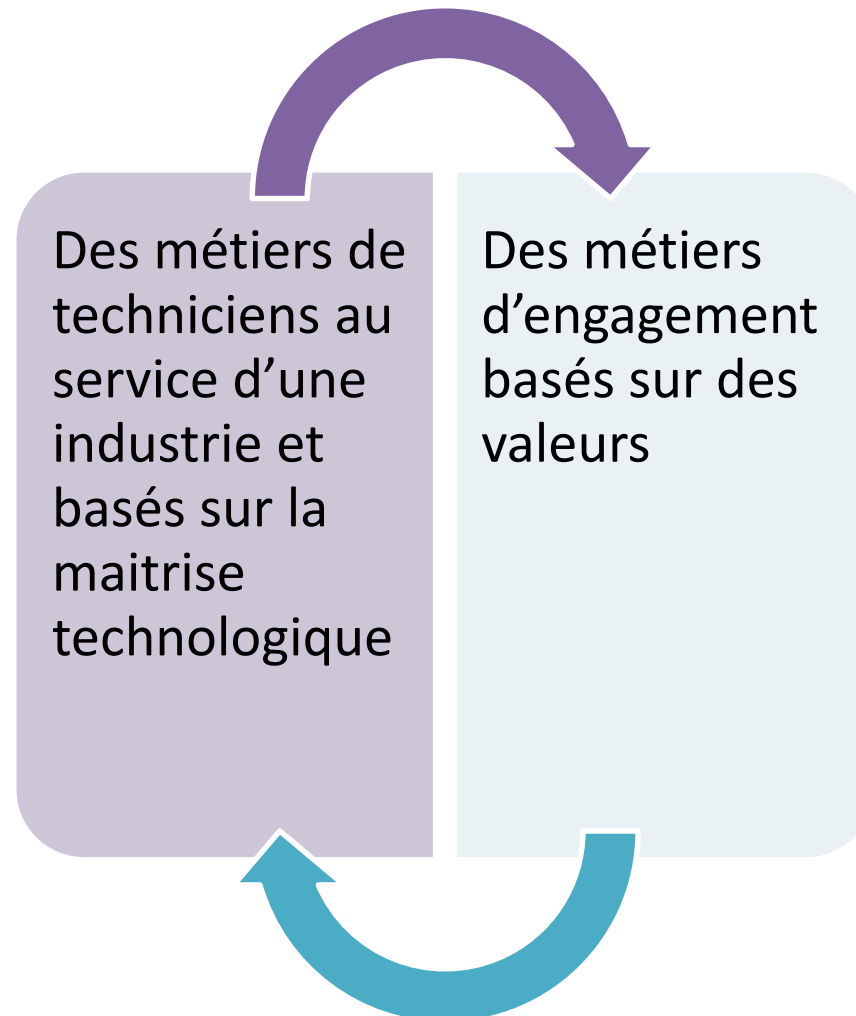 Des métiers de
techniciens au
service d’une
industrie et
basés sur la
maitrise
technologique
Des métiers
d’engagement
basés sur des
valeurs